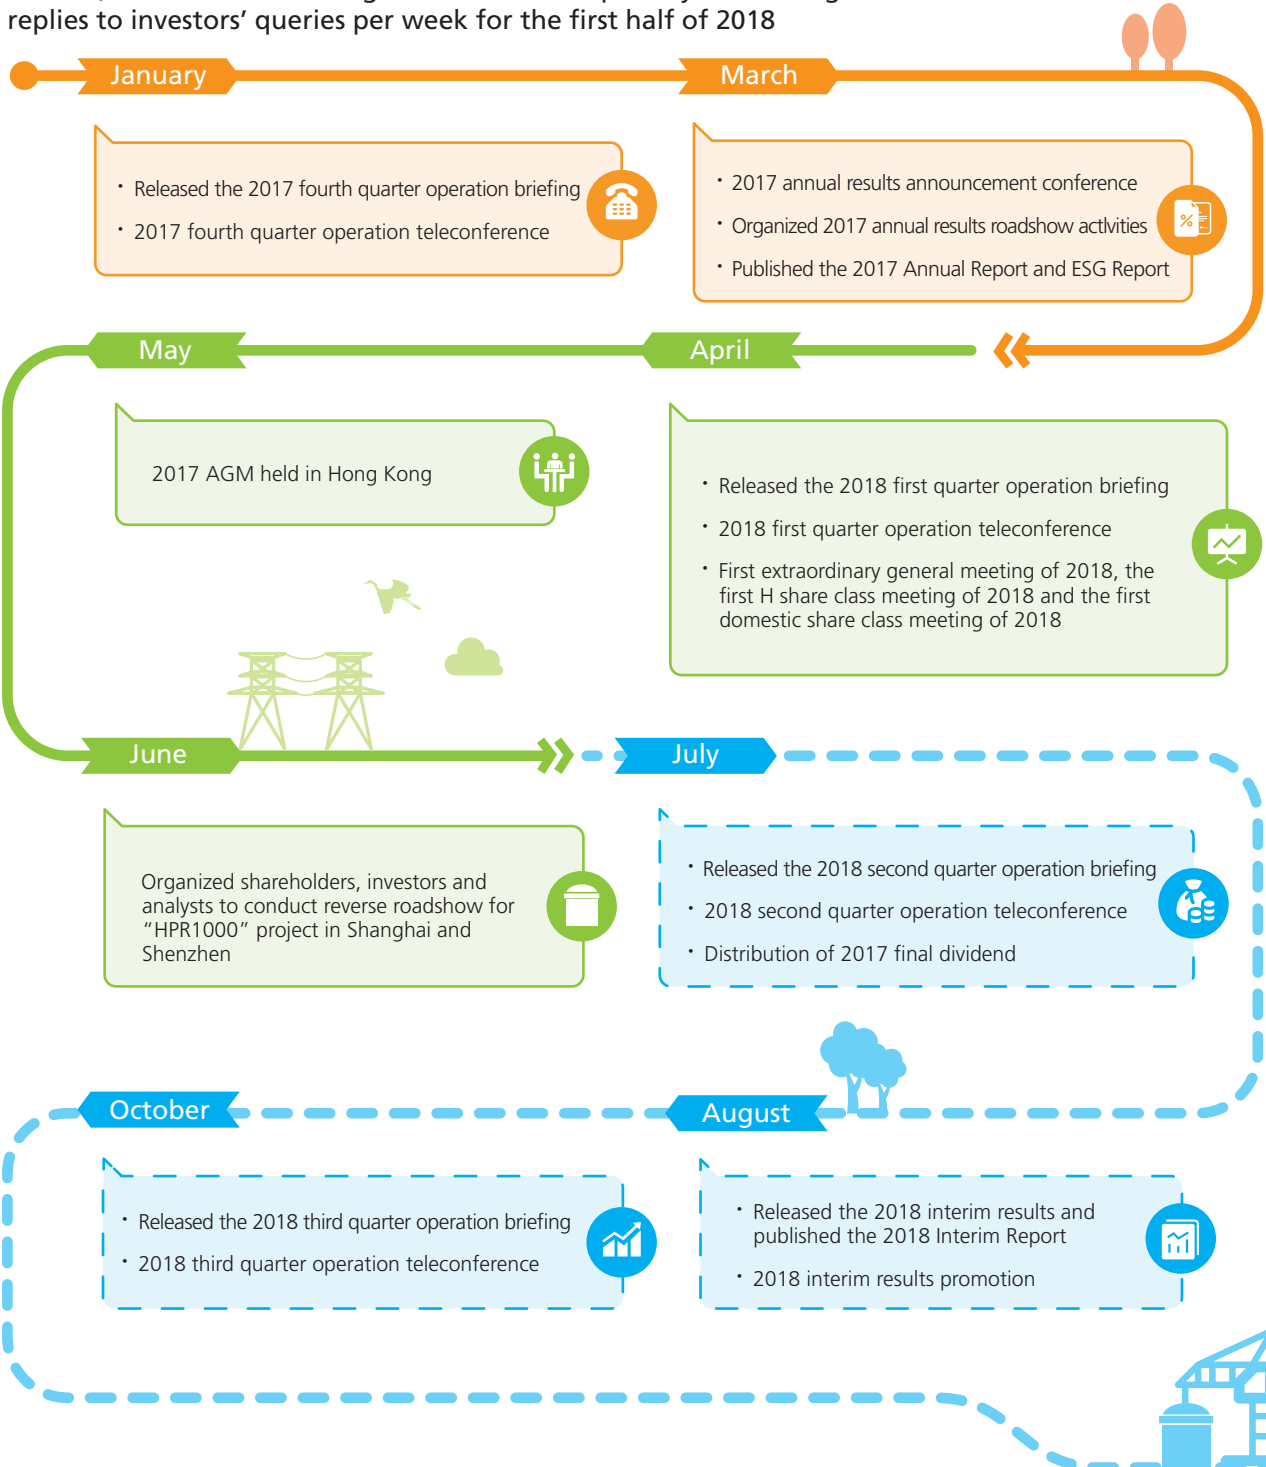 replies to investors’ queries per week for the first half of 2018
January
March
· Released the 2017 fourth quarter operation briefing
· 2017 fourth quarter operation teleconference
· 2017 annual results announcement conference
· Organized 2017 annual results roadshow actlvities
· Published the 2017 Annual Report and ESG Report
%
May
April
2017 AGM held in Hong Kong
· Released the 2018 first quarter operation briefing
· 2018 first quarter operation teleconference
· First extraordinary general meeting of 2018, the
first H share class meeting of 2018 and the first
domestic share class meeting of 2018
June
July
Organized shareholders, investors and
analysts to conduct reverse roadshow for
“HPR1000” project in Shanghai and
Shenzhen
· Released the 2018 second quarter operation briefing
· 2018 second quarter operation teleconference
· Distribution of 2017 final dividend
October
August
· Released the 2018 third quarter operation briefing
· 2018 third quarter operation teleconference
· Released the 2018 interim results and
published the 2018 Interim Report
· 2018 interim results promotion